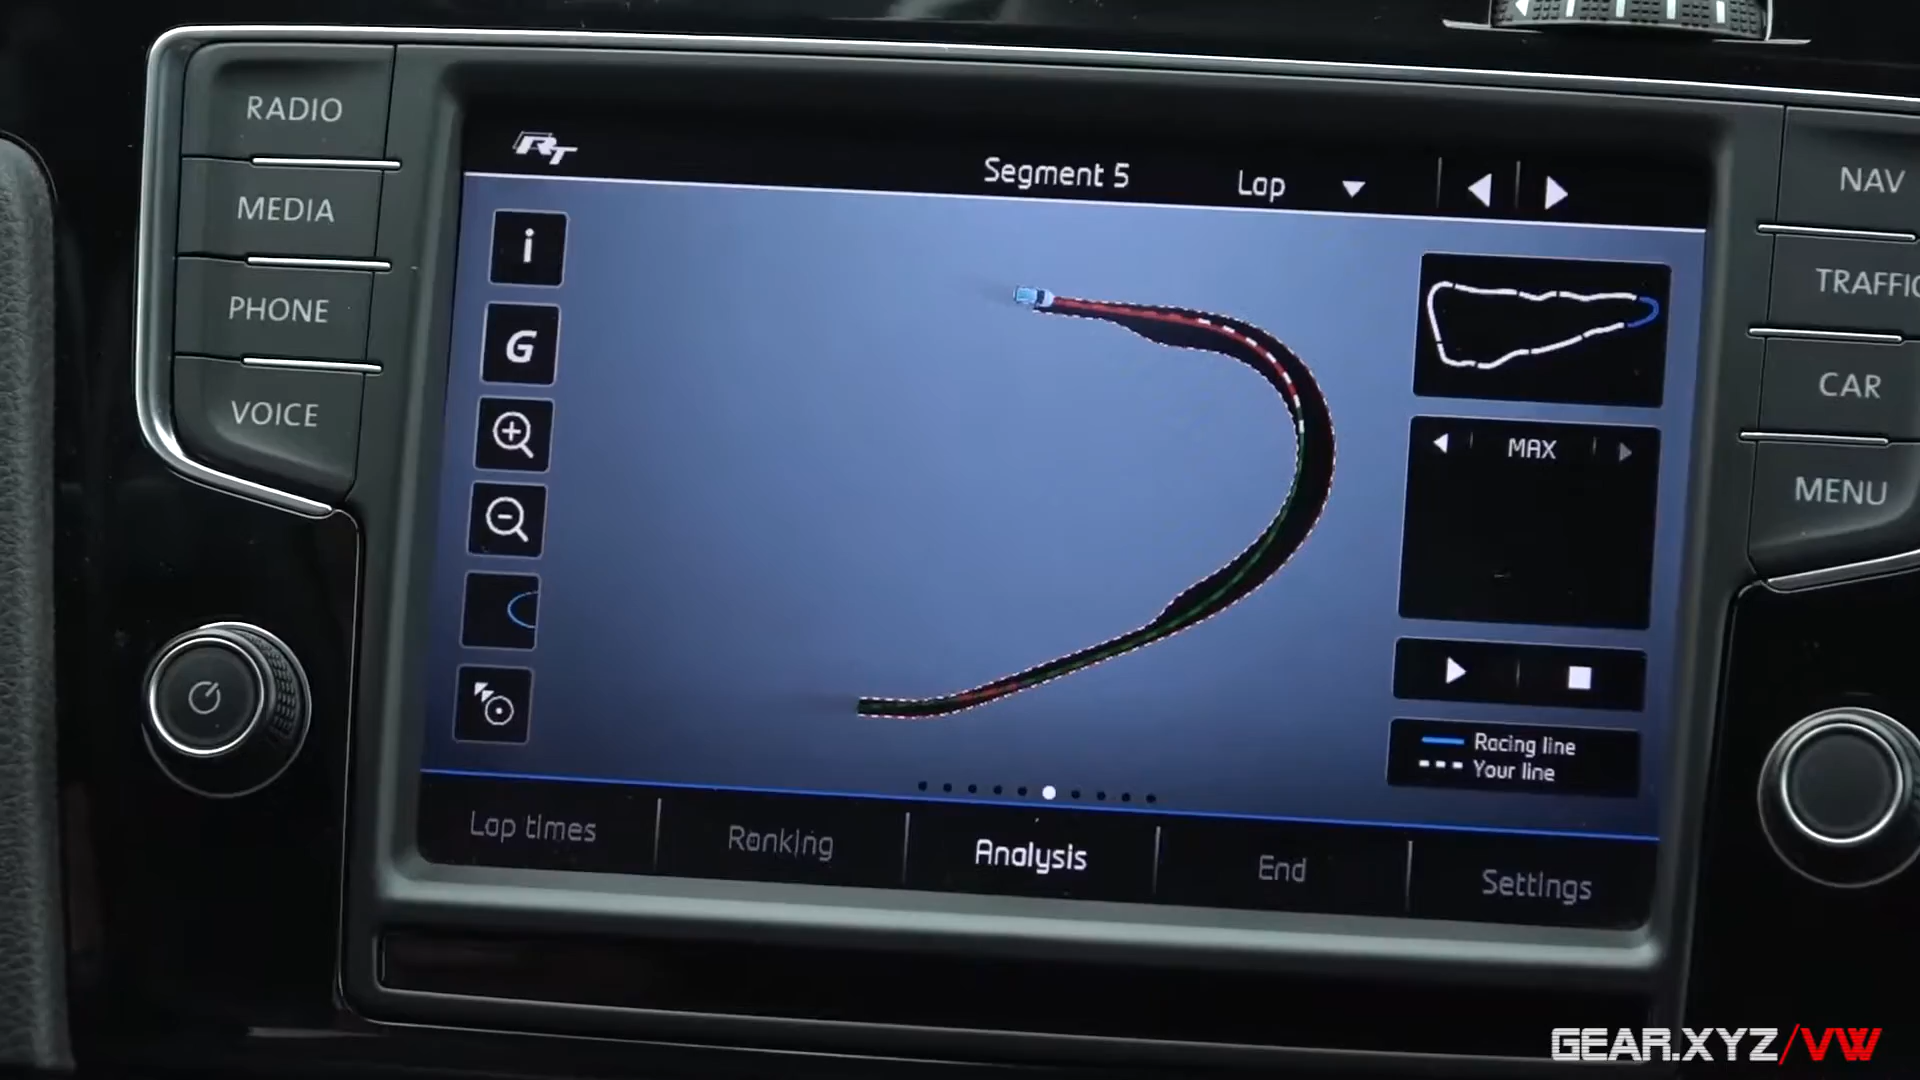 RADIO
MEDIA
PHONE
VOICE
RT
Segment 5
Lap
i
G
MAX
Racing line
Your line
Lap times
Ranking
Analysis
End
Settings
NAV
TRAFFIC
CAR
MENU
GEAR.XYZ/VW